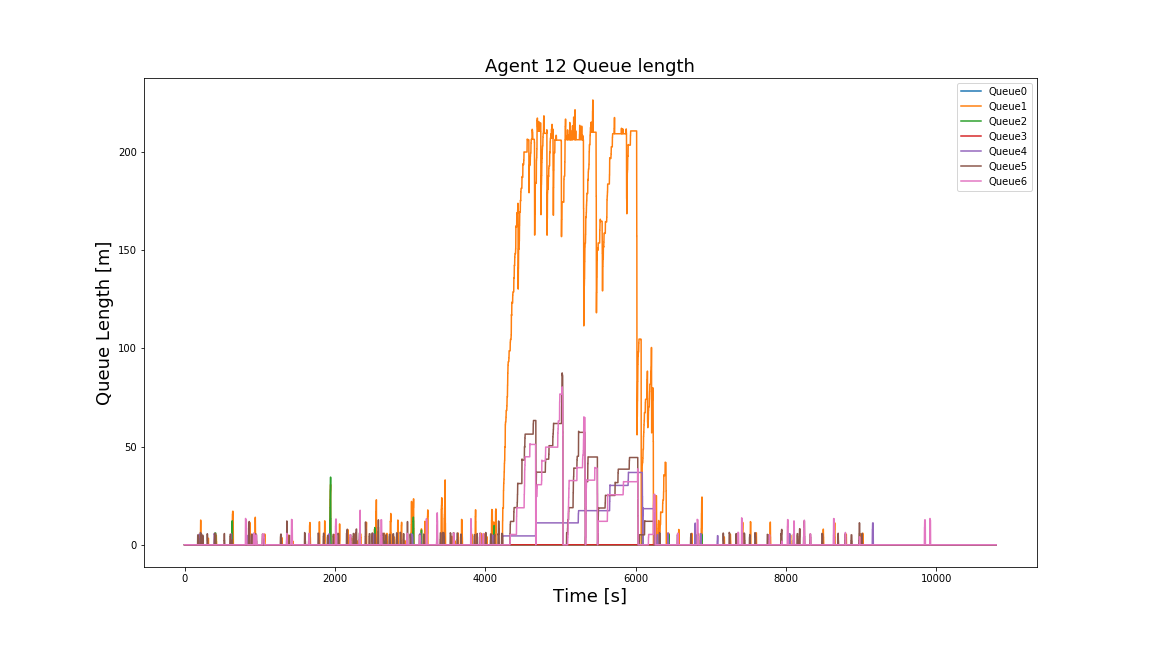 Agent 12 Queue length
Queue0
Queue1
Queue2
Queue3
Queue4
Queue5
Queue6
Queue Length [m]
200
150
100
50
0
0 2000 4000 6000 8000 10000
Time [s]